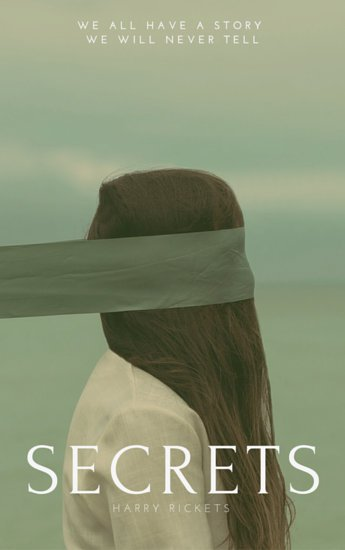 WE ALL HAVE A STORY
WE WILL NEVER TELL
SECRETS
HARRY RICKETS